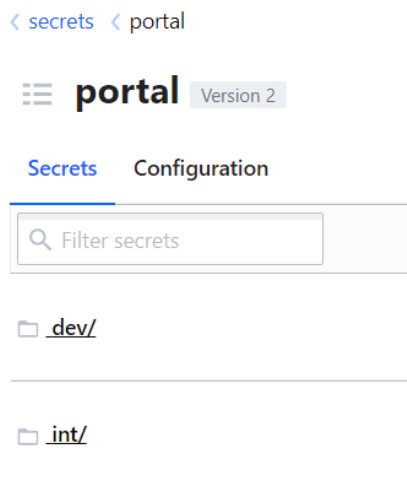 secrets portal
portal Version 2
Secrets Configuration
Filter secrets
dev/
int/